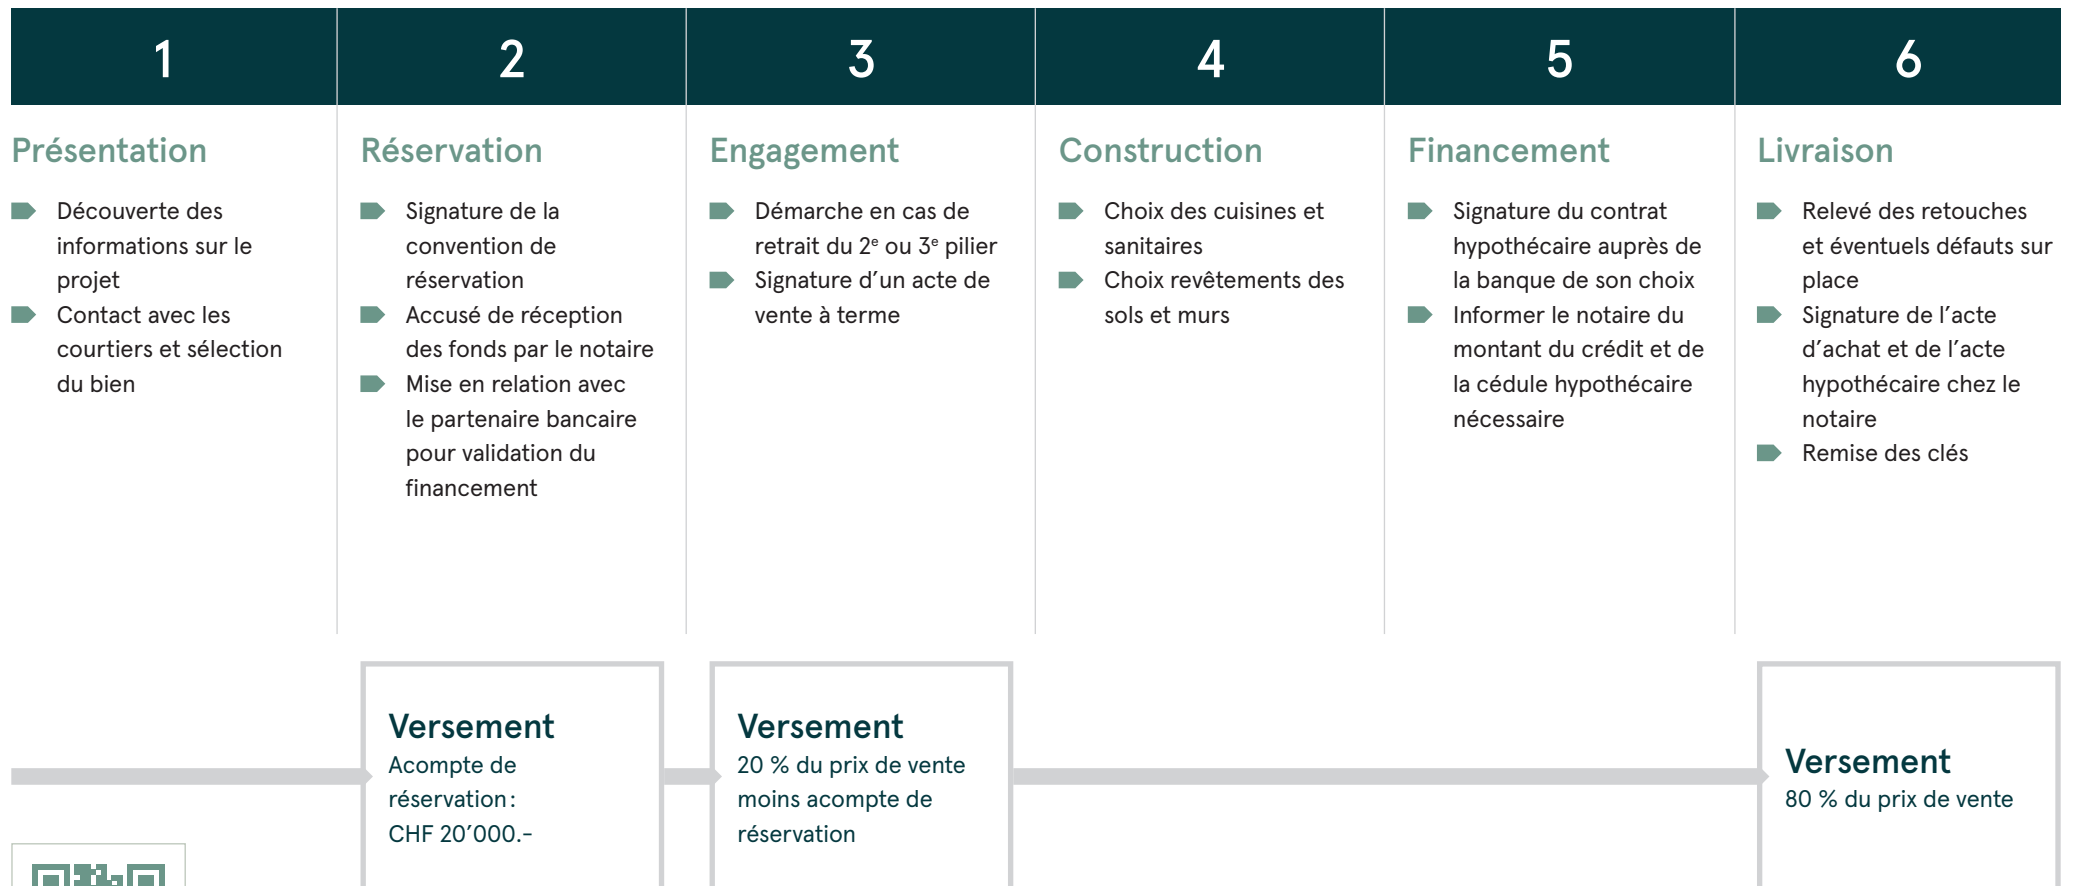 1
2
3
4
5
6
Présentation
Découverte des
informations sur le
projet
Contact avec les
courtiers et sélection
du bien
Réservation
Signature de la
convention de
réservation
Accusé de réception
des fonds par le notaire
Mise en relation avec
le partenaire bancaire
pour validation du
financement
Engagement
Démarche en cas de
retrait du 2ᵉ ou 3ᵉ pilier
Signature d’un acte de
vente à terme
Construction
Choix des cuisines et
sanitaires
Choix revêtements des
sols et murs
Financement
Signature du contrat
hypothécaire auprès de
la banque de son choix
Informer le notaire du
montant du crédit et de
la cédule hypothécaire
nécessaire
Livraison
Relevé des retouches
et éventuels défauts sur
place
Signature de l’acte
d’achat et de l’acte
hypothécaire chez le
notaire
Remise des clés
Versement
Acompte de
réservation :
CHF 20’000.-
Versement
20 % du prix de vente
moins acompte de
réservation
Versement
80 % du prix de vente